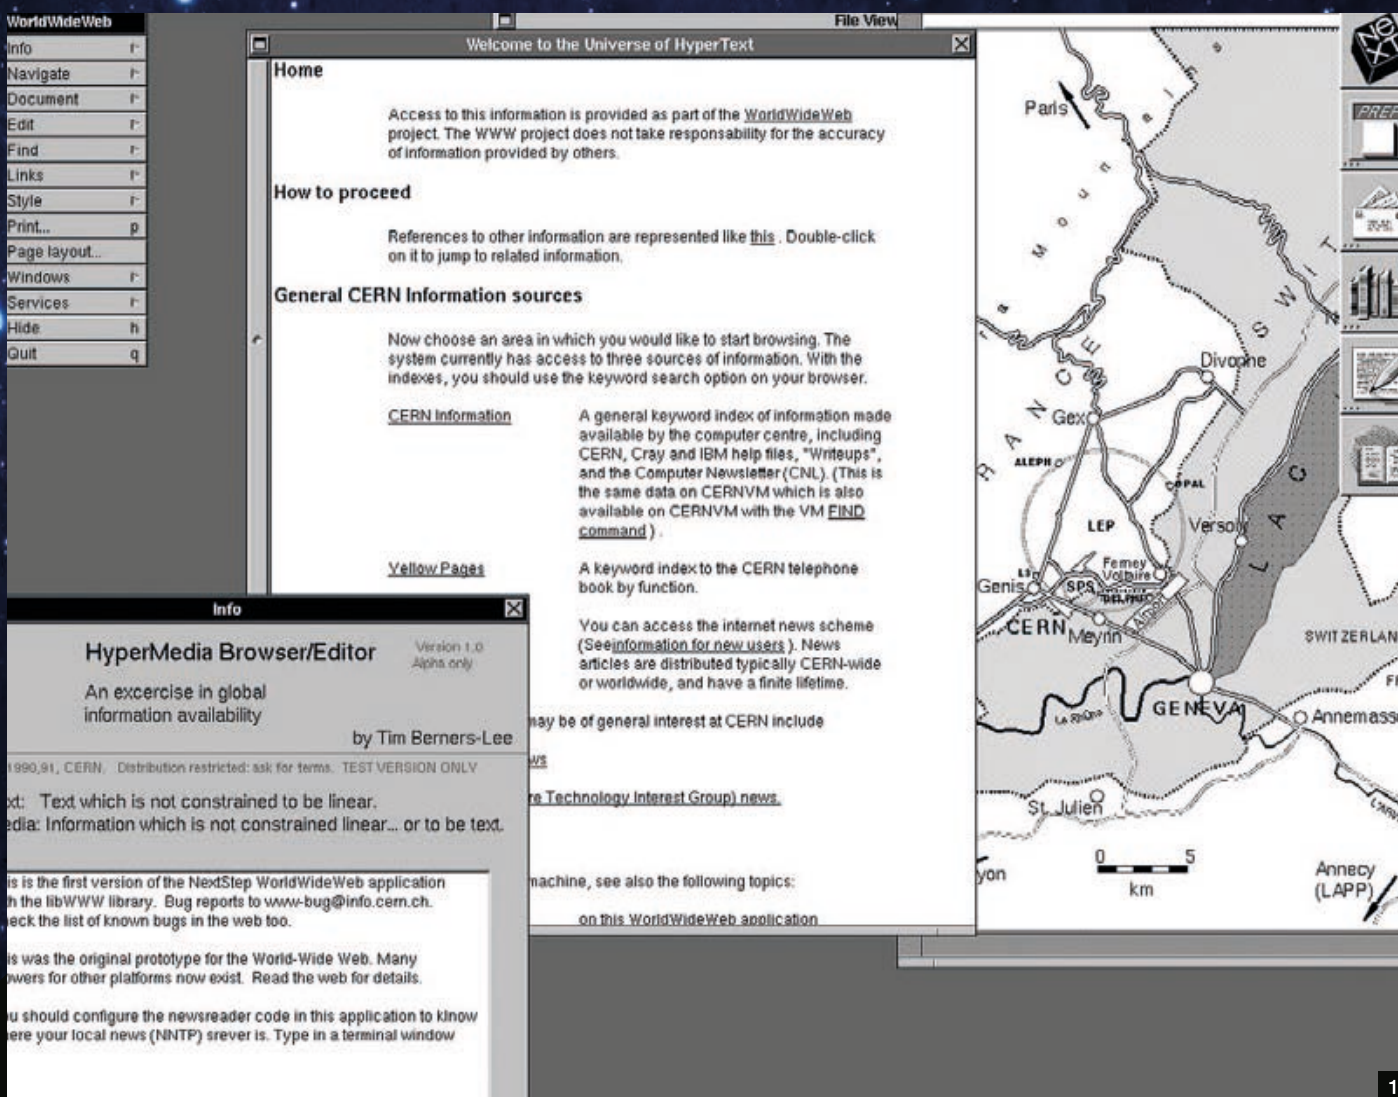 WorldWideWeb
Info
Navigate
Document
Edit
Find
Links
Style
Print... p
Page layout...
Windows
Services
Hide h
Quit q
File View
Welcome to the Universe of HyperText
Home
Access to this information is provided as part of the WorldWideWeb
project. The WWW project does not take responsability for the accuracy
of information provided by others.
How to proceed
References to other information are represented like this . Double-click
on it to jump to related information.
General CERN Information sources
Now choose an area in which you would like to start browsing. The
system currently has access to three sources of information. With the
indexes, you should use the keyword search option on your browser.
CERN Information
A general keyword index of information made
available by the computer centre, including
CERN, Cray and IBM help files, "Writeups",
and the Computer Newsletter (CNL). (This is
the same data on CERNVM which is also
available on CERNVM with the VM FIND
command ) .
Yellow Pages
A keyword index to the CERN telephone
book by function.
You can access the internet news scheme
(Seeinformation for new users ). News
articles are distributed typically CERN-wide
or worldwide, and have a finite lifetime.
may be of general interest at CERN include
ws
re Technology Interest Group) news.
machine, see also the following topics:
on this WorldWideWeb application
Info
HyperMedia Browser/Editor
Version 1.0
Alpha only
An excercise in global
information availability
by Tim Berners-Lee
1990,91, CERN. Distribution restricted: ask for terms. TEST VERSION ONLY
xt: Text which is not constrained to be linear.
edia: Information which is not constrained linear... or to be text.
is is the first version of the NextStep WorldWideWeb application
h the libWWW library. Bug reports to www-bug@info.cern.ch.
eck the list of known bugs in the web too.
is was the original prototype for the World-Wide Web. Many
owsers for other platforms now exist. Read the web for details.
u should configure the newsreader code in this application to kInow
ere your local news (NNTP) srever is. Type in a terminal window
Paris
Divonne
Gex
ALEPH
OPAL
LEP
Versoix
LAC
L3
Genis
SPS
Ferney
Voltaire
DELPHI
Airport
CERN
Meyrin
SWITZERLAN
GENEVA
La Rhône
Annemass
St. Julien
yon
0 5
km
Annecy
(LAPP)
NeXT
1